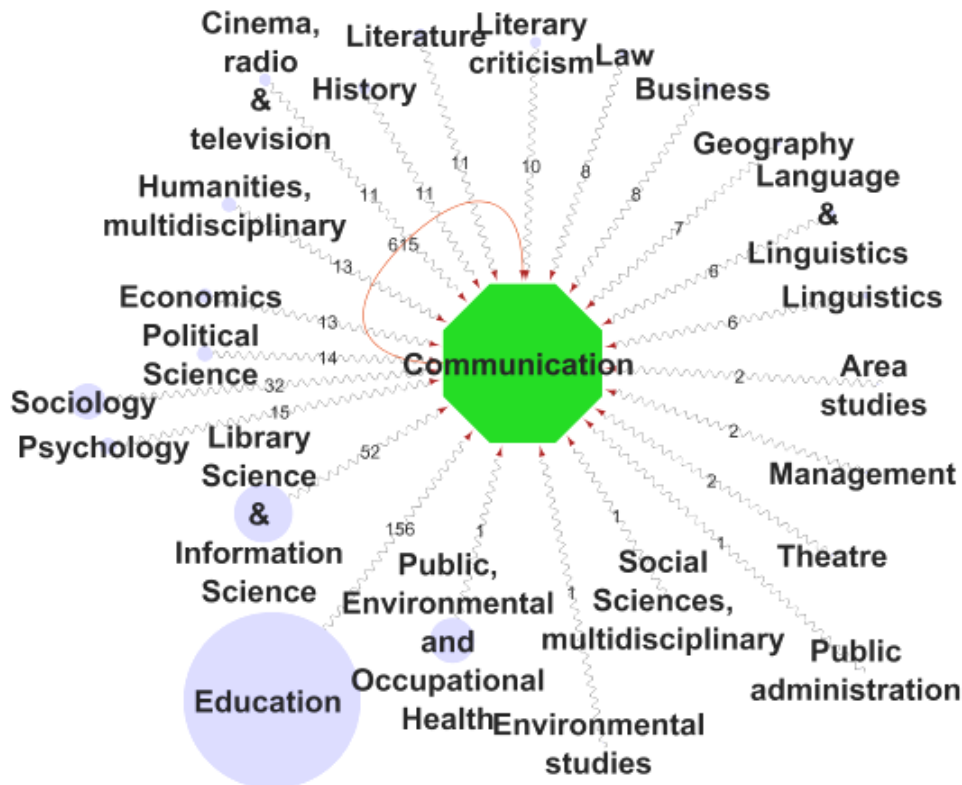 Cinema,
radio
&
television
Literature
Literary
criticism
Law
History
Business
Geography
Language
&
Linguistics
Humanities,
multidisciplinary
Linguistics
Economics
Political
Science
Communication
Area
studies
Sociology
Psychology
Library
Science
&
Information
Science
Management
Theatre
Public,
Environmental
and
Occupational
Health
Social
Sciences,
multidisciplinary
Public
administration
Education
Environmental
studies
11
10
8
8
11
11
7
615
13
6
13
6
14
32
2
15
2
52
2
156
1
1
1
1